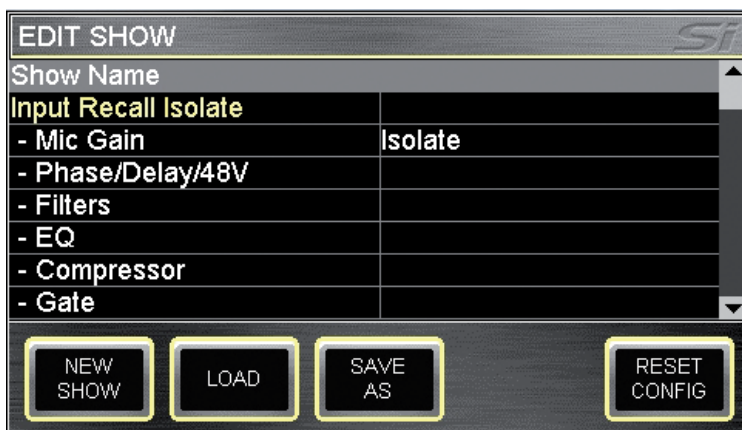 EDIT SHOW
Si
Show Name
Input Recall Isolate
- Mic Gain Isolate
- Phase/Delay/48V
- Filters
- EQ
- Compressor
- Gate
NEW SHOW
LOAD
SAVE AS
RESET CONFIG